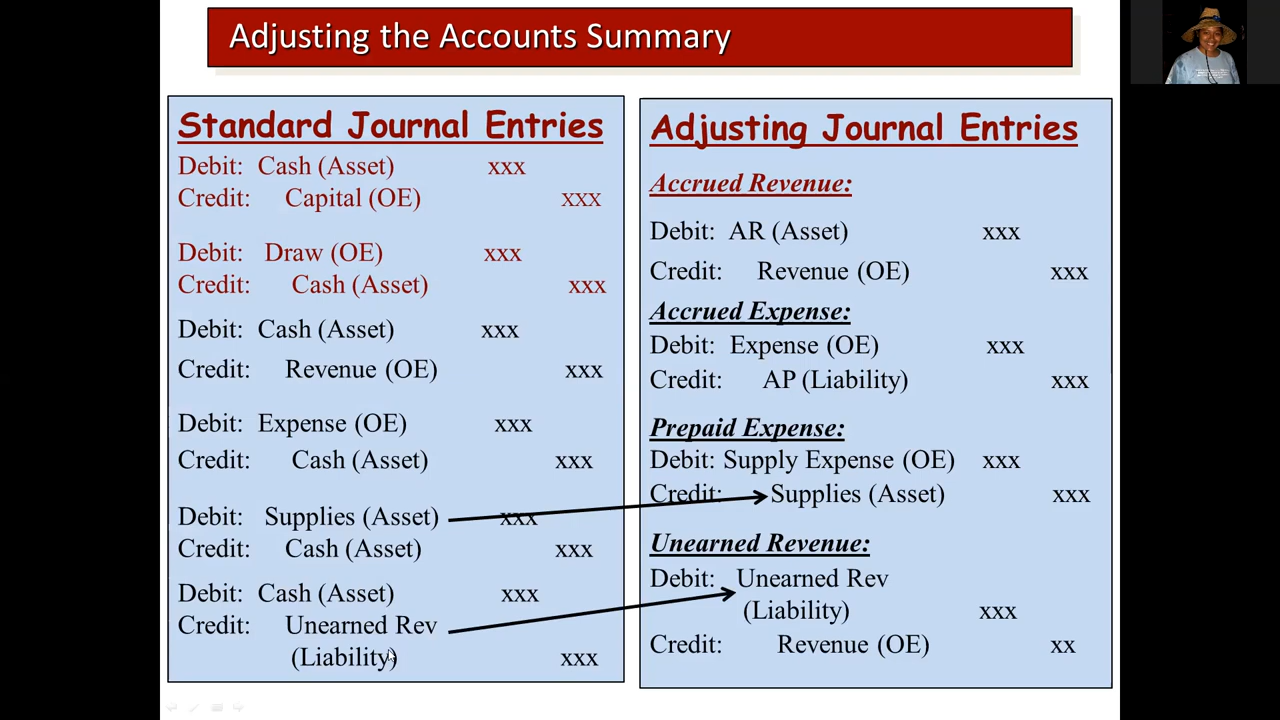 Adjusting the Accounts Summary
Standard Journal Entries
Debit: Cash (Asset) xxx
Credit: Capital (OE) xxx
Debit: Draw (OE) xxx
Credit: Cash (Asset) xxx
Debit: Cash (Asset) xxx
Credit: Revenue (OE) xxx
Debit: Expense (OE) xxx
Credit: Cash (Asset) xxx
Debit: Supplies (Asset) xxx
Credit: Cash (Asset) xxx
Debit: Cash (Asset) xxx
Credit: Unearned Rev
(Liability) xxx
Adjusting Journal Entries
Accrued Revenue:
Debit: AR (Asset) xxx
Credit: Revenue (OE) xxx
Accrued Expense:
Debit: Expense (OE) xxx
Credit: AP (Liability) xxx
Prepaid Expense:
Debit: Supply Expense (OE) xxx
Credit: Supplies (Asset) xxx
Unearned Revenue:
Debit: Unearned Rev
(Liability) xxx
Credit: Revenue (OE) xx